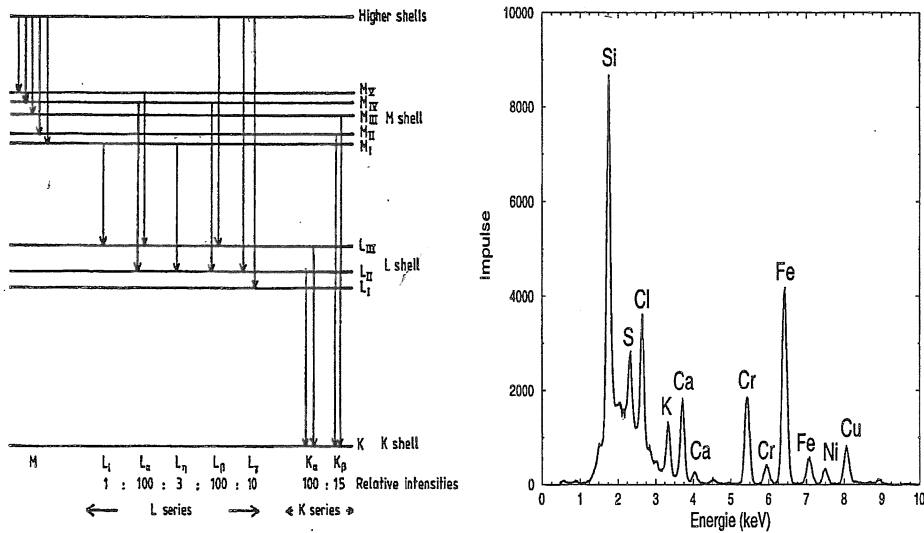 Higher shells
M_V
M_IV
M_III M shell
M_II
M_I
L_III
L shell
L_II
L_I
K K shell
M L_i L_α L_η L_β L_γ K_α K_β
1 : 100 : 3 : 100 : 10 100 : 15 Relative intensities
← L series → ← K series →
10000
8000
6000
4000
2000
0
Impulse
Si
S
Cl
K
Ca
Ca
Cr
Cr
Fe
Fe
Ni
Cu
0 1 2 3 4 5 6 7 8 9 10
Energie (keV)